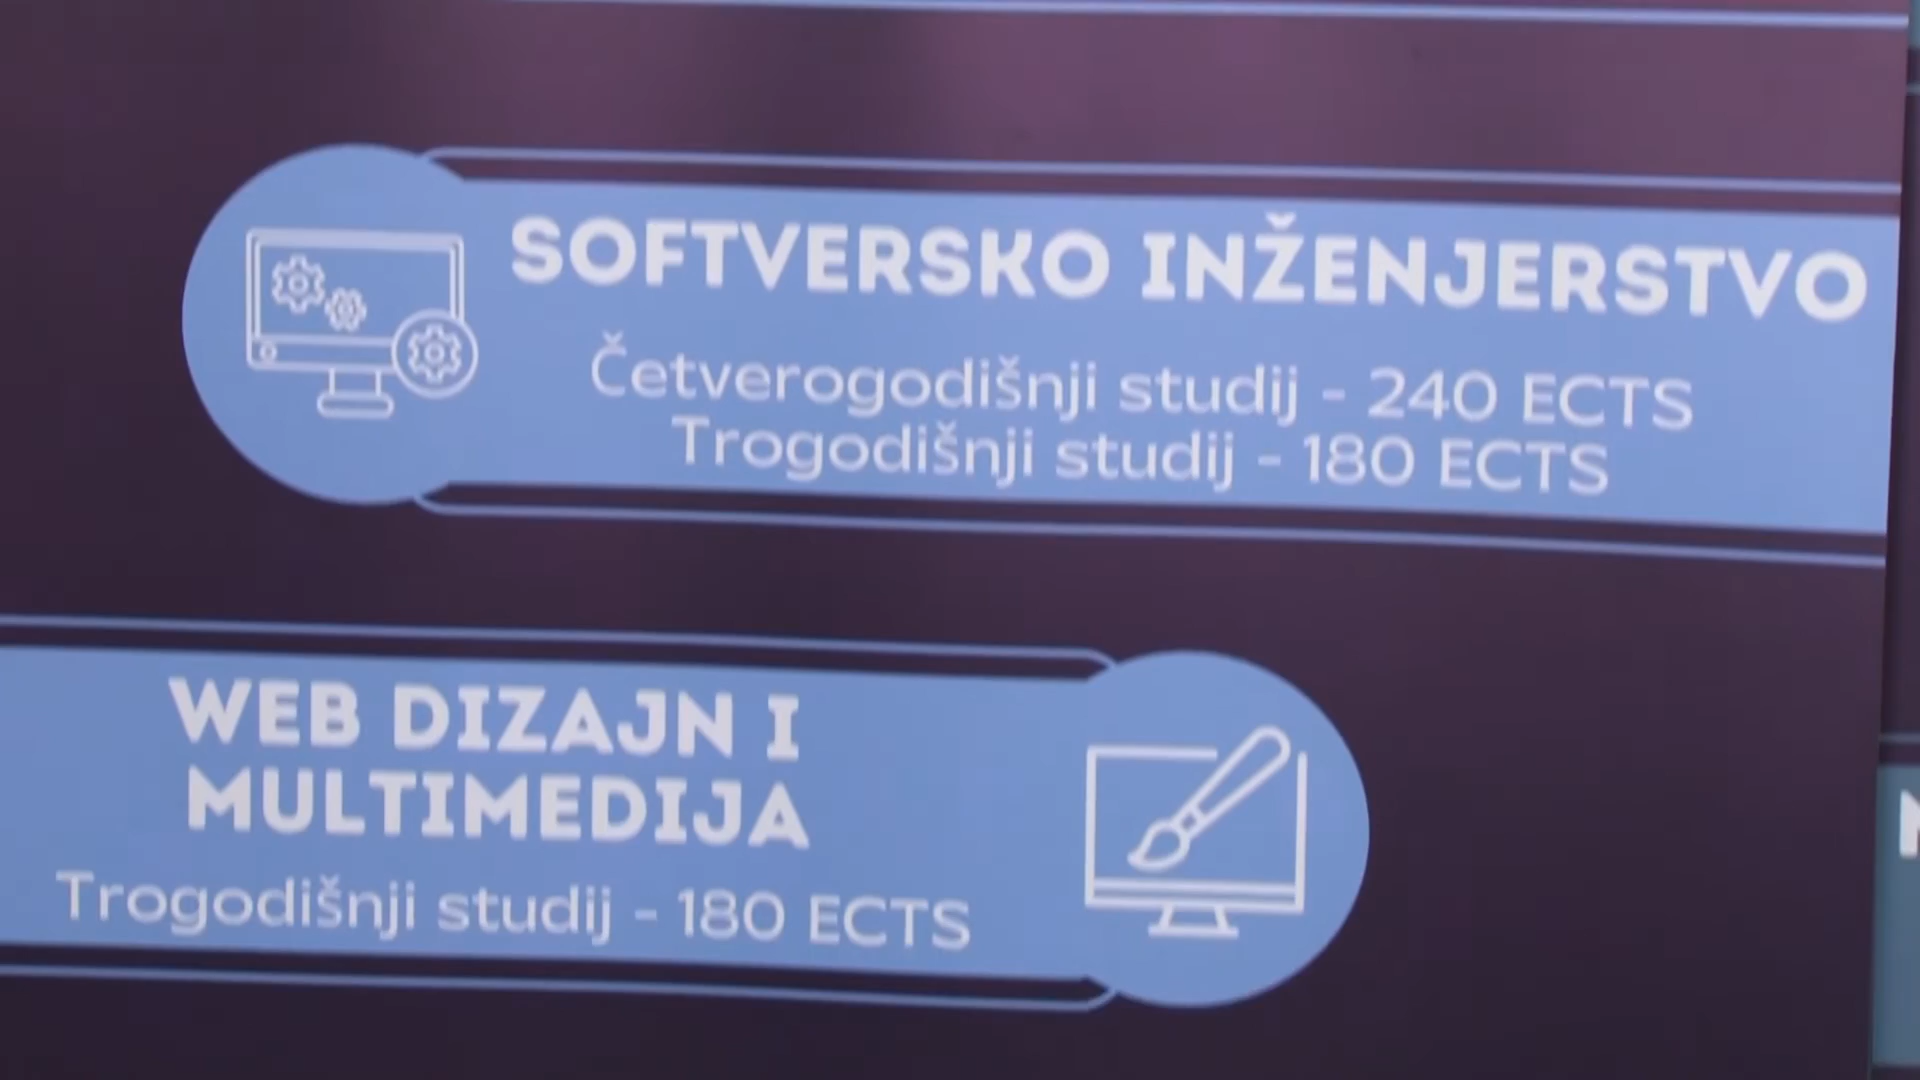 SOFTVERSKO INŽENJERSTVO
Četverogodišnji studij - 240 ECTS
Trogodišnji studij - 180 ECTS
WEB DIZAJN I
MULTIMEDIJA
Trogodišnji studij - 180 ECTS